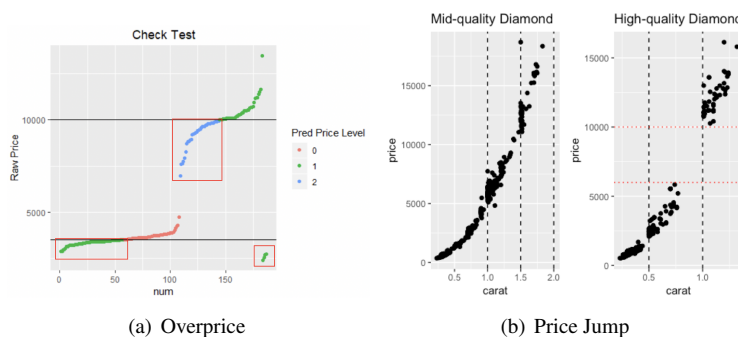 Check Test
Raw Price
10000
5000
0
50
100
150
num
Pred Price Level
0
1
2
(a) Overprice
Mid-quality Diamond
price
15000
10000
5000
0
0.5
1.0
1.5
2.0
carat
High-quality Diamond
price
15000
10000
5000
0
0.5
1.0
carat
(b) Price Jump